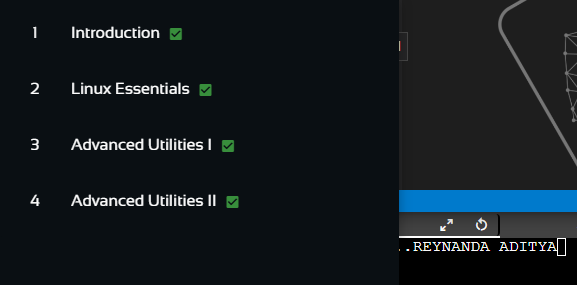 1 Introduction
2 Linux Essentials
3 Advanced Utilities I
4 Advanced Utilities II
..REYNANDA ADITYA